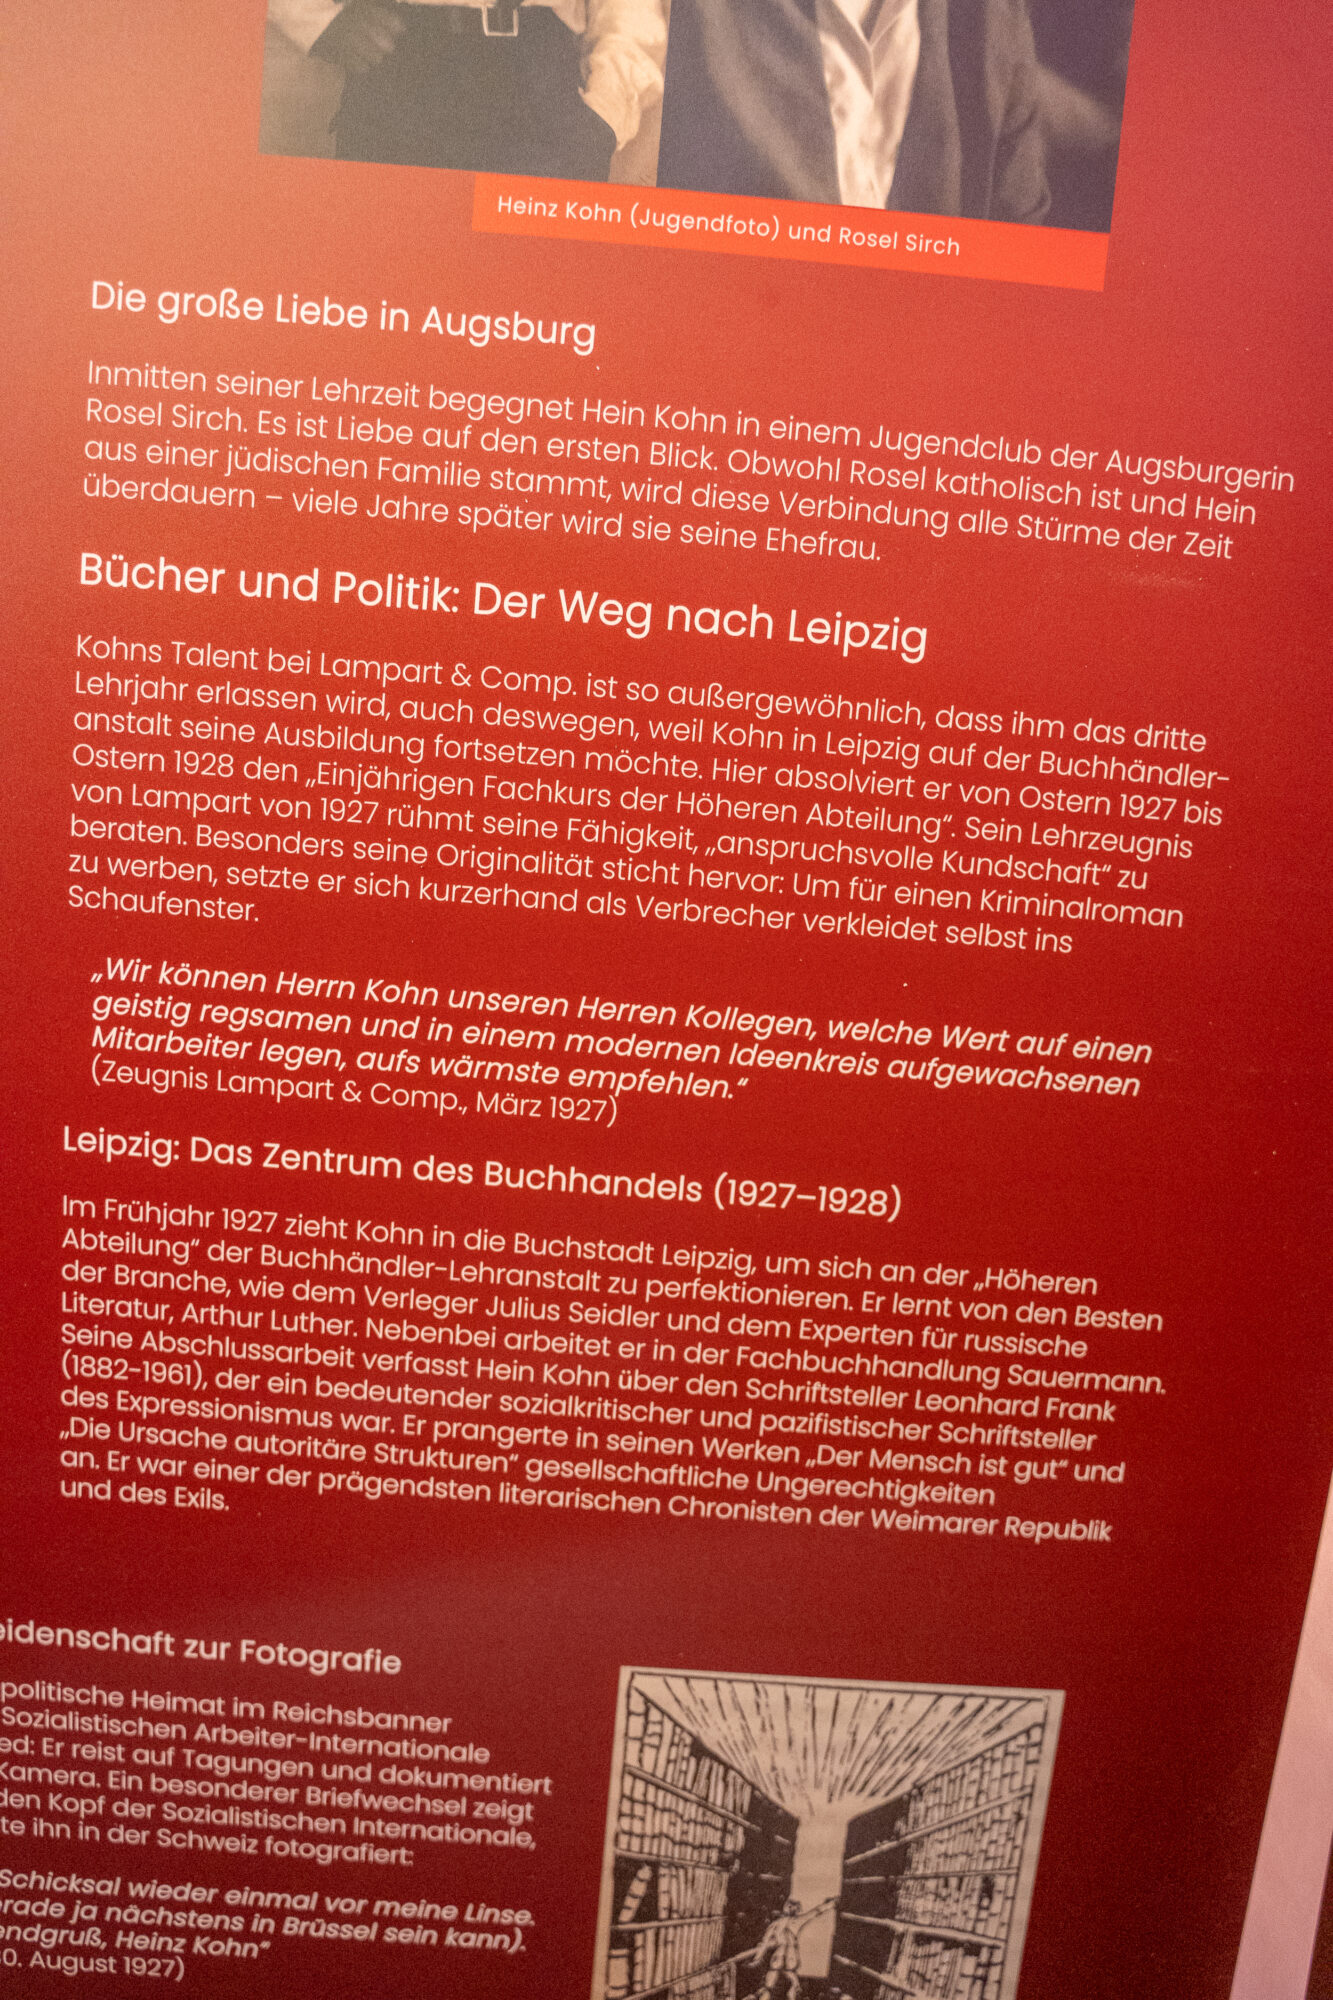 Heinz Kohn (Jugendfoto) und Rosel Sirch
Die große Liebe in Augsburg
Inmitten seiner Lehrzeit begegnet Hein Kohn in einem Jugendclub der Augsburgerin
Rosel Sirch. Es ist Liebe auf den ersten Blick. Obwohl Rosel katholisch ist und Hein
aus einer jüdischen Familie stammt, wird diese Verbindung alle Stürme der Zeit
überdauern – viele Jahre später wird sie seine Ehefrau.
Bücher und Politik: Der Weg nach Leipzig
Kohns Talent bei Lampart & Comp. ist so außergewöhnlich, dass ihm das dritte
Lehrjahr erlassen wird, auch deswegen, weil Kohn in Leipzig auf der Buchhändler-
anstalt seine Ausbildung fortsetzen möchte. Hier absolviert er von Ostern 1927 bis
Ostern 1928 den „Einjährigen Fachkurs der Höheren Abteilung“. Sein Lehrzeugnis
von Lampart von 1927 rühmt seine Fähigkeit, „anspruchsvolle Kundschaft“ zu
beraten. Besonders seine Originalität sticht hervor: Um für einen Kriminalroman
zu werben, setzte er sich kurzerhand als Verbrecher verkleidet selbst ins
Schaufenster.
„Wir können Herrn Kohn unseren Herren Kollegen, welche Wert auf einen
geistig regsamen und in einem modernen Ideenkreis aufgewachsenen
Mitarbeiter legen, aufs wärmste empfehlen.“
(Zeugnis Lampart & Comp., März 1927)
Leipzig: Das Zentrum des Buchhandels (1927–1928)
Im Frühjahr 1927 zieht Kohn in die Buchstadt Leipzig, um sich an der „Höheren
Abteilung“ der Buchhändler-Lehranstalt zu perfektionieren. Er lernt von den Besten
der Branche, wie dem Verleger Julius Seidler und dem Experten für russische
Literatur, Arthur Luther. Nebenbei arbeitet er in der Fachbuchhandlung Sauermann.
Seine Abschlussarbeit verfasst Hein Kohn über den Schriftsteller Leonhard Frank
(1882-1961), der ein bedeutender sozialkritischer und pazifistischer Schriftsteller
des Expressionismus war. Er prangerte in seinen Werken „Der Mensch ist gut“ und
„Die Ursache autoritäre Strukturen“ gesellschaftliche Ungerechtigkeiten
an. Er war einer der prägendsten literarischen Chronisten der Weimarer Republik
und des Exils.
eidenschaft zur Fotografie
politische Heimat im Reichsbanner
Sozialistischen Arbeiter-Internationale
ed: Er reist auf Tagungen und dokumentiert
Kamera. Ein besonderer Briefwechsel zeigt
den Kopf der Sozialistischen Internationale,
te ihn in der Schweiz fotografiert:
Schicksal wieder einmal vor meine Linse.
erade ja nächstens in Brüssel sein kann).
endgruß, Heinz Kohn“
30. August 1927)